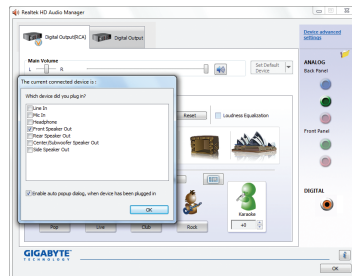 Realtek HD Audio Manager
Digital Output(RCA)
Digital Output
Device advanced settings
Main Volume
L
R
Set Default Device
ANALOG
Back Panel
The current connected device is :
Which device did you plug in?
Line In
Mic In
Headphone
Front Speaker Out
Rear Speaker Out
Center/Subwoofer Speaker Out
Side Speaker Out
Enable auto popup dialog, when device has been plugged in
OK
Reset
Loudness Equalization
Front Panel
Karaoke
+0
Pop
Live
Club
Rock
DIGITAL
GIGABYTE
TECHNOLOGY
OK